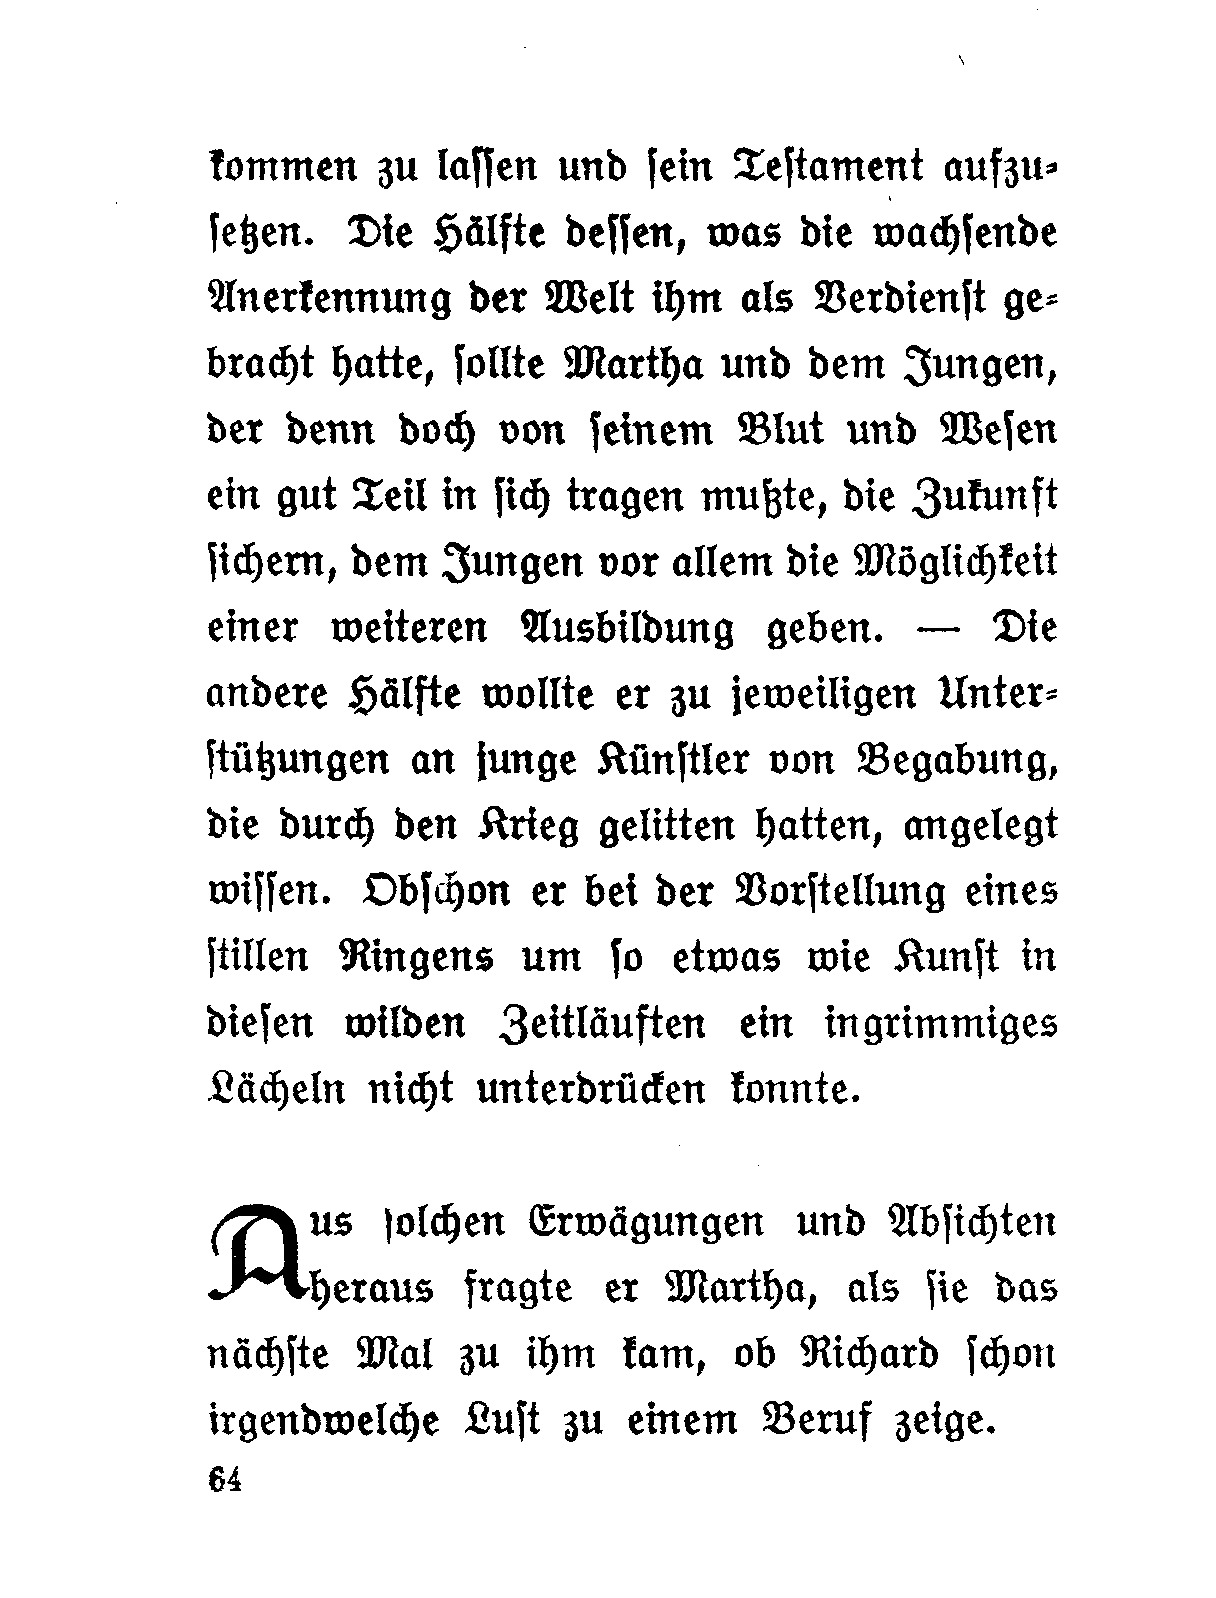 kommen zu lassen und sein Testament aufzu-
setzen. Die Hälfte dessen, was die wachsende
Anerkennung der Welt ihm als Verdienst ge-
bracht hatte, sollte Martha und dem Jungen,
der denn doch von seinem Blut und Wesen
ein gut Teil in sich tragen mußte, die Zukunft
sichern, dem Jungen vor allem die Möglichkeit
einer weiteren Ausbildung geben. — Die
andere Hälfte wollte er zu jeweiligen Unter-
stützungen an junge Künstler von Begabung,
die durch den Krieg gelitten hatten, angelegt
wissen. Obschon er bei der Vorstellung eines
stillen Ringens um so etwas wie Kunst in
diesen wilden Zeitläuften ein ingrimmiges
Lächeln nicht unterdrücken konnte.
Aus solchen Erwägungen und Absichten
heraus fragte er Martha, als sie das
nächste Mal zu ihm kam, ob Richard schon
irgendwelche Lust zu einem Beruf zeige.
64